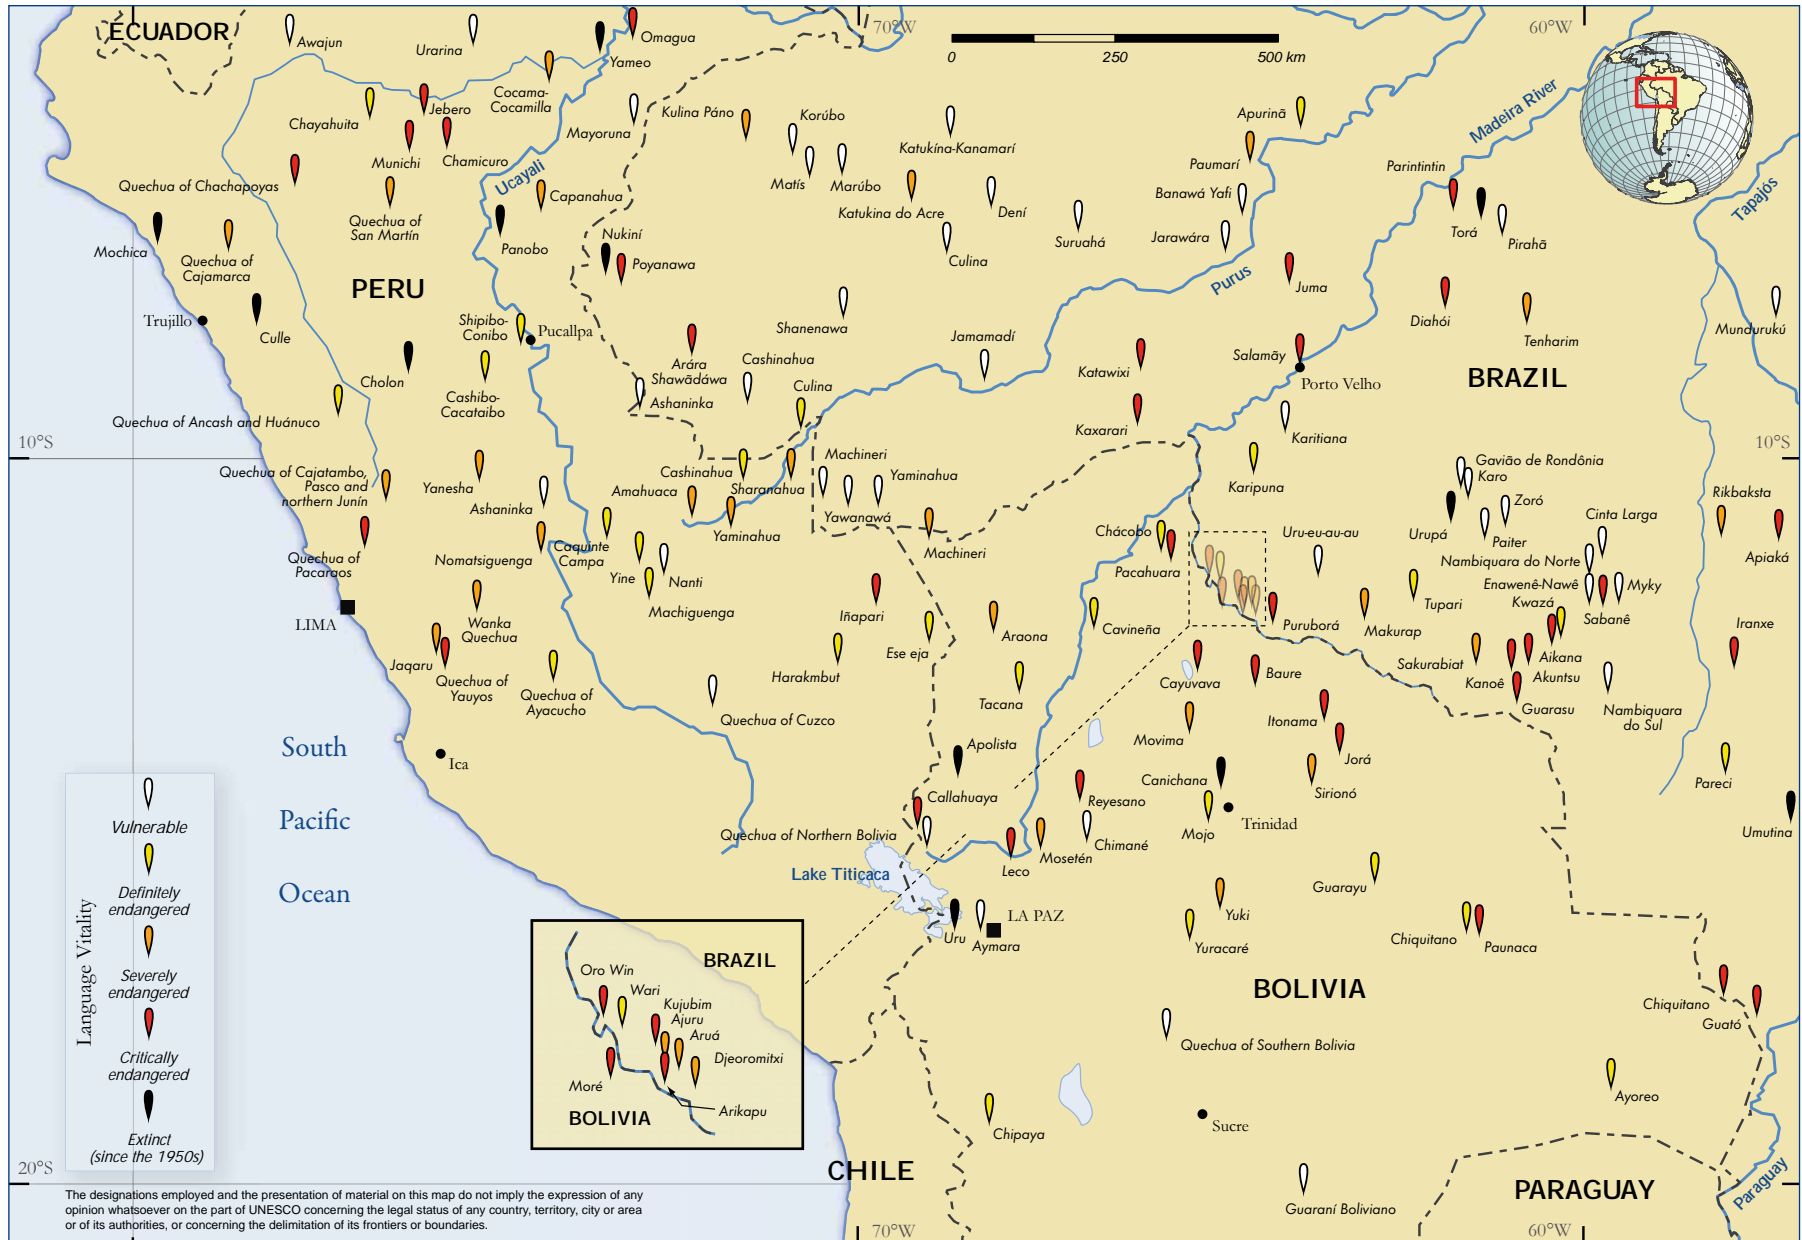 ECUADOR
Awajun
Urarina
Yameo
Omagua
70°W
0
250
500 km
60°W
Cocama-
Cocamilla
Chayahuita
Jebero
Munichi
Chamicuro
Mayoruna
Kulina Páno
Korúbo
Matís
Marúbo
Katukína-Kanamarí
Apurinã
Madeira River
Paumarí
Parintintin
Quechua of Chachapoyas
Quechua of
San Martín
Ucayali
Capanahua
Katukina do Acre
Dení
Banawá Yafi
Suruahá
Jarawára
Torá
Pirahã
Tapajós
Mochica
Quechua of
Cajamarca
Panobo
Nukiní
Poyanawa
Culina
Purus
Juma
PERU
Trujillo
Culle
Shipibo-
Conibo
Pucallpa
Shanenawa
Diahói
Tenharim
Mundurukú
Cholon
Cashibo-
Cacataibo
Arára
Shawãdáwa
Cashinahua
Jamamadí
Katawixi
Salamãy
Porto Velho
BRAZIL
Quechua of Ancash and Huánuco
Ashaninka
Culina
Kaxarari
Karitiana
10°S
10°S
Quechua of Cajatambo,
Pasco and
northern Junín
Yanesha
Ashaninka
Amahuaca
Cashinahua
Sharanahua
Machineri
Yaminahua
Yawanawá
Karipuna
Gavião de Rondônia
Karo
Zoró
Rikbaktsa
Urupá
Paiter
Cinta Larga
Apiaká
Quechua of
Pacaraos
Nomatsiguenga
Caquinte
Campa
Yaminahua
Machineri
Chácobo
Pacahuara
Uru-eu-au-au
Nambiquara do Norte
Enawenê-Nawê
Myky
Yine
Nanti
Machiguenga
Iñapari
Kwazá
Sabanê
Tupari
LIMA
Wanka
Quechua
Ese eja
Araona
Cavineña
Puruborá
Makurap
Iranxe
Jaqaru
Quechua of
Yauyos
Quechua of
Ayacucho
Harakmbut
Tacana
Cayuvava
Baure
Sakurabiat
Kanoê
Aikana
Akuntsu
Guarasu
Nambiquara
do Sul
Quechua of Cuzco
Itonama
South
Pacific
Ocean
Ica
Apolista
Movima
Jorá
Canichana
Sirionó
Pareci
Callahuaya
Reyesano
Mojo
Trinidad
Umutina
Quechua of Northern Bolivia
Chimané
Mosetén
Leco
Lake Titicaca
Guarayu
LA PAZ
Uru
Aymara
Yuki
Yuracaré
Chiquitano
Paunaca
BOLIVIA
Chiquitano
Guató
Quechua of Southern Bolivia
Ayoreo
Chipaya
Sucre
CHILE
PARAGUAY
Paraguay
Guaraní Boliviano
20°S
70°W
60°W
Language Vitality
Vulnerable
Definitely
endangered
Severely
endangered
Critically
endangered
Extinct
(since the 1950s)
BRAZIL
Oro Win
Wari
Kujubim
Ajuru
Aruá
Djeoromitxi
Moré
Arikapu
BOLIVIA
The designations employed and the presentation of material on this map do not imply the expression of any
opinion whatsoever on the part of UNESCO concerning the legal status of any country, territory, city or area
or of its authorities, or concerning the delimitation of its frontiers or boundaries.